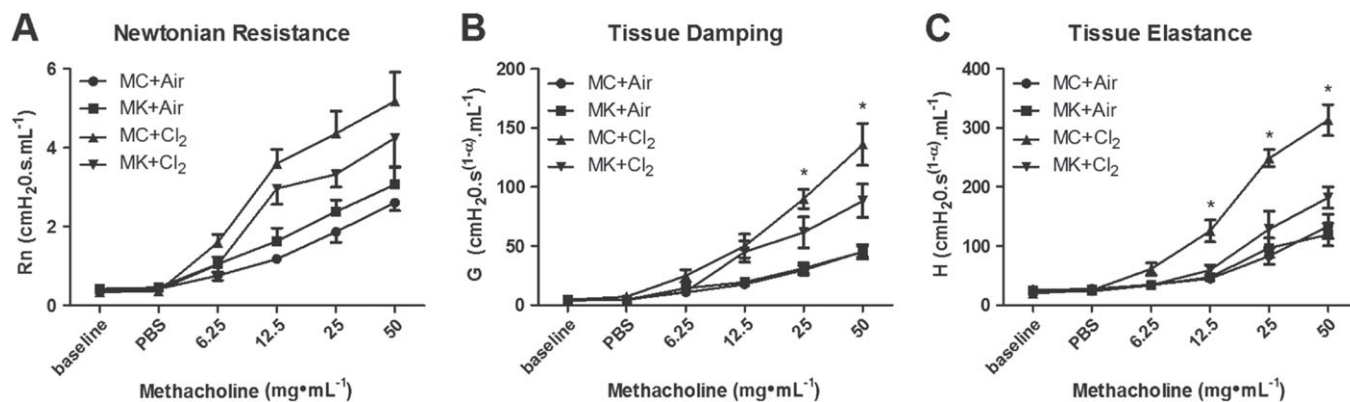 A Newtonian Resistance
Rn (cmH₂0.s.mL⁻¹)
6
4
2
0
MC+Air
MK+Air
MC+Cl₂
MK+Cl₂
baseline
PBS
6.25
12.5
25
50
Methacholine (mg•mL⁻¹)
B Tissue Damping
G (cmH₂0.s⁽¹⁻ᵅ⁾.mL⁻¹)
200
150
100
50
0
MC+Air
MK+Air
MC+Cl₂
MK+Cl₂
*
*
baseline
PBS
6.25
12.5
25
50
Methacholine (mg•mL⁻¹)
C Tissue Elastance
H (cmH₂0.s⁽¹⁻ᵅ⁾.mL⁻¹)
400
300
200
100
0
MC+Air
MK+Air
MC+Cl₂
MK+Cl₂
*
*
*
baseline
PBS
6.25
12.5
25
50
Methacholine (mg•mL⁻¹)